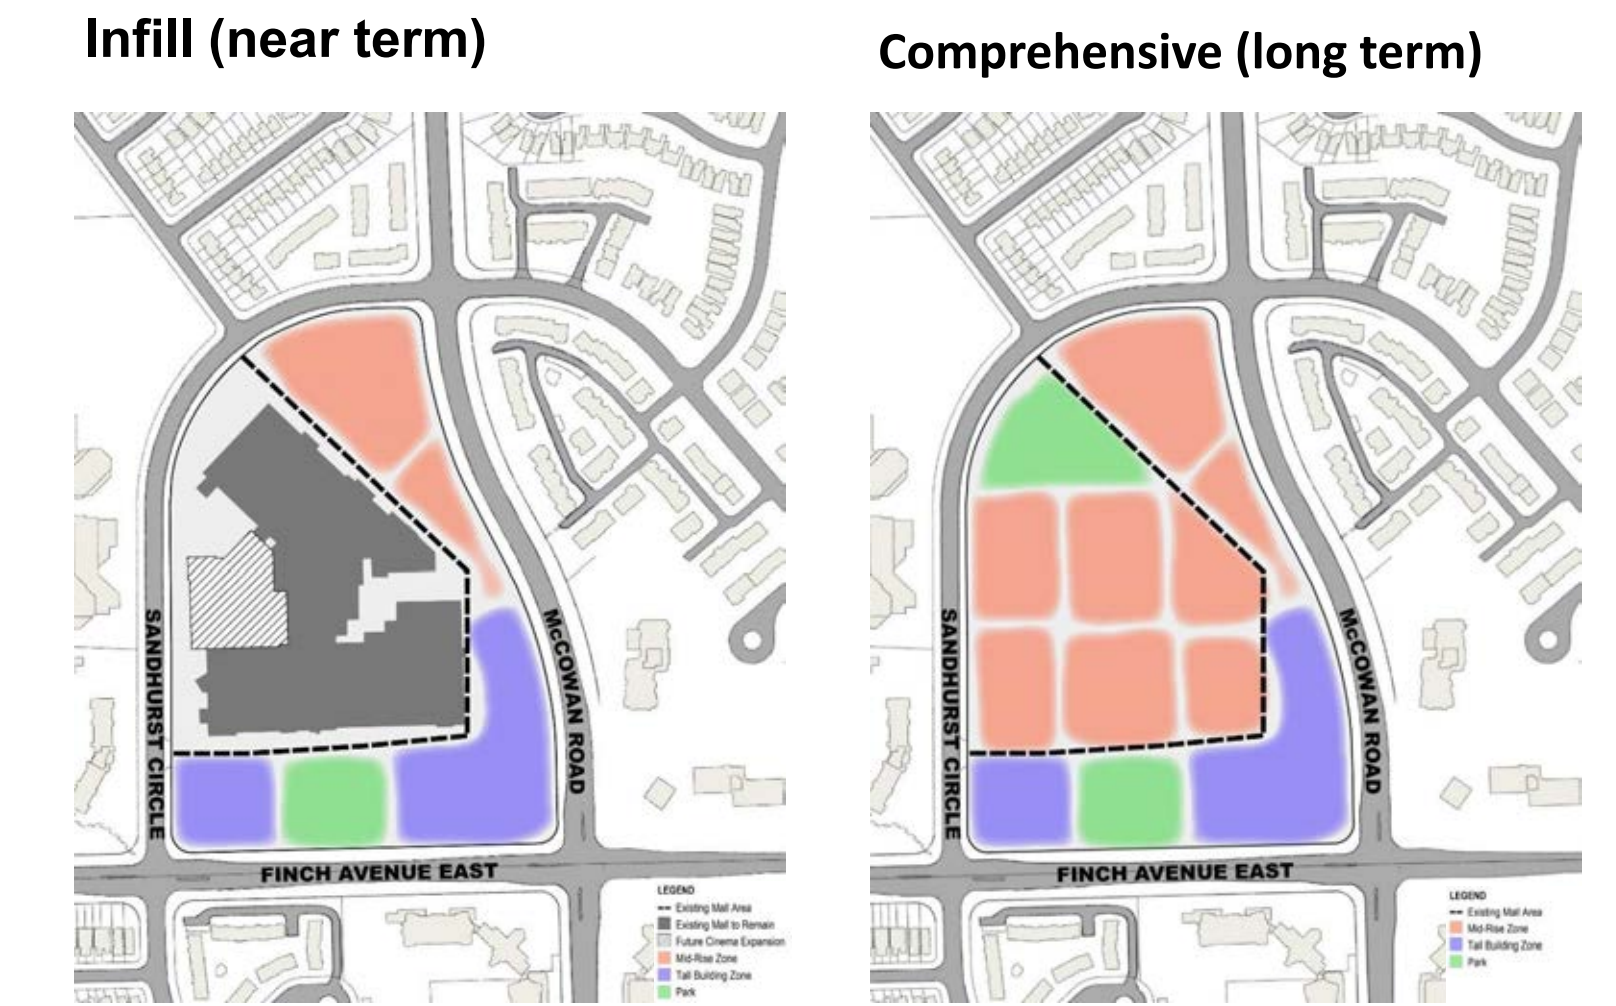 Infill (near term)
Comprehensive (long term)
SANDHURST CIRCLE
McCOWAN ROAD
FINCH AVENUE EAST
LEGEND
Existing Mall Area
Existing Mall to Remain
Future Cinema Expansion
Mid-Rise Zone
Tall Building Zone
Park
SANDHURST CIRCLE
McCOWAN ROAD
FINCH AVENUE EAST
LEGEND
Existing Mall Area
Mid-Rise Zone
Tall Building Zone
Park